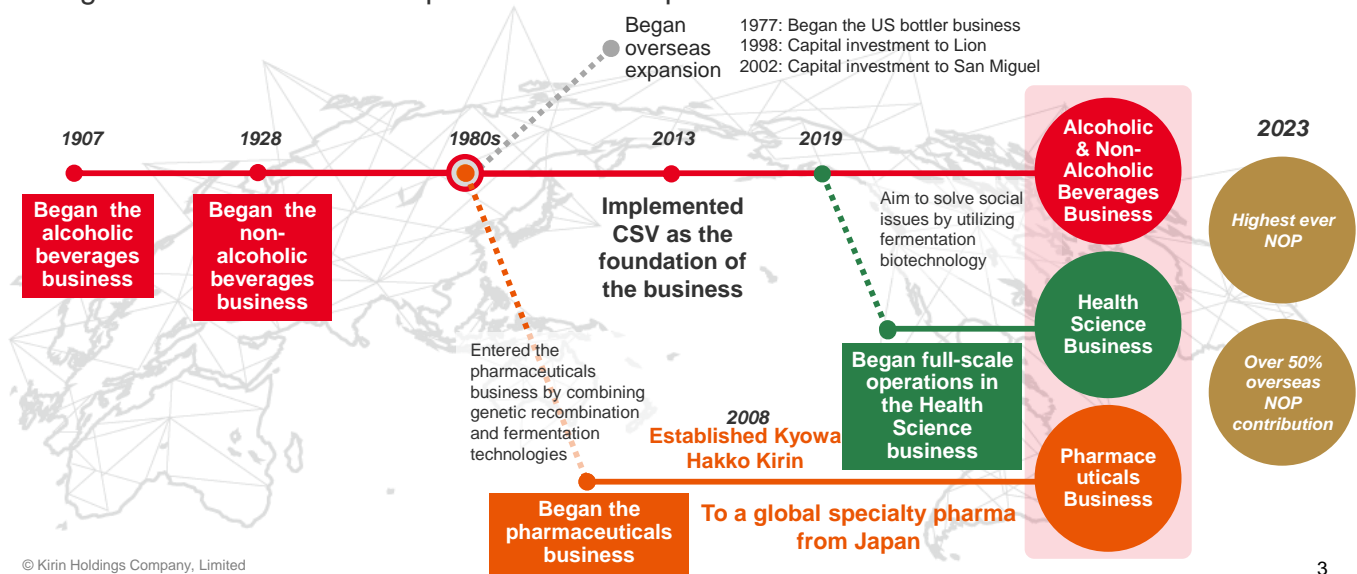 Began
overseas
expansion
1977: Began the US bottler business
1998: Capital investment to Lion
2002: Capital investment to San Miguel
1907
1928
1980s
2013
2019
2023
Began the
alcoholic
beverages
business
Began the
non-
alcoholic
beverages
business
Implemented
CSV as the
foundation of
the business
Aim to solve social
issues by utilizing
fermentation
biotechnology
Alcoholic
& Non-
Alcoholic
Beverages
Business
Highest ever
NOP
Entered the
pharmaceuticals
business by combining
genetic recombination
and fermentation
technologies
Began full-scale
operations in
the Health
Science
business
Health
Science
Business
Over 50%
overseas
NOP
contribution
2008
Established Kyowa
Hakko Kirin
Began the
pharmaceuticals
business
To a global specialty pharma
from Japan
Pharmace
uticals
Business
© Kirin Holdings Company, Limited
3